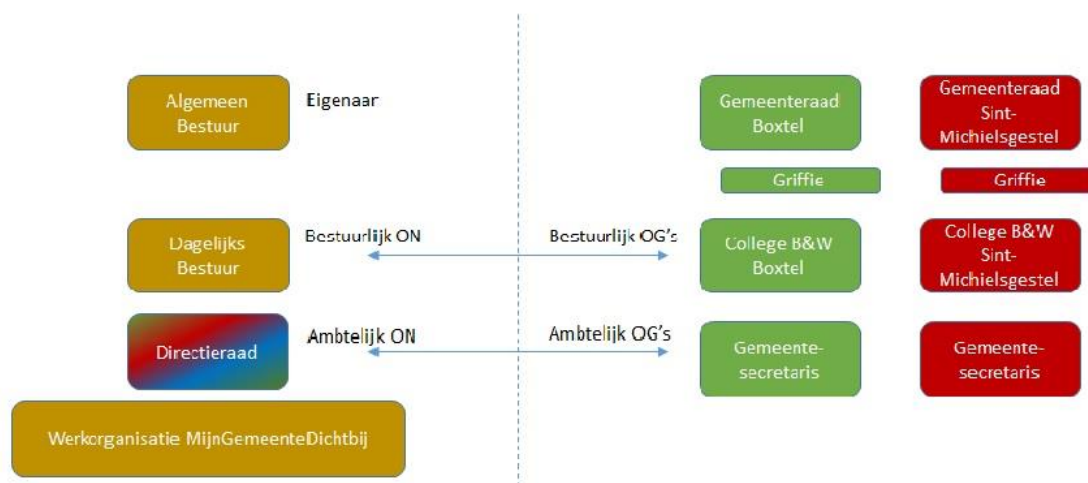 Algemeen
Bestuur
Eigenaar
Gemeenteraad
Boxtel
Gemeenteraad
Sint-
Michielsgestel
Griffie
Griffie
Dagelijks
Bestuur
Bestuurlijk ON
Bestuurlijk OG's
College B&W
Boxtel
College B&W
Sint-
Michielsgestel
Directieraad
Ambtelijk ON
Ambtelijk OG's
Gemeente-
secretaris
Gemeente-
secretaris
Werkorganisatie MijnGemeenteDichtbij